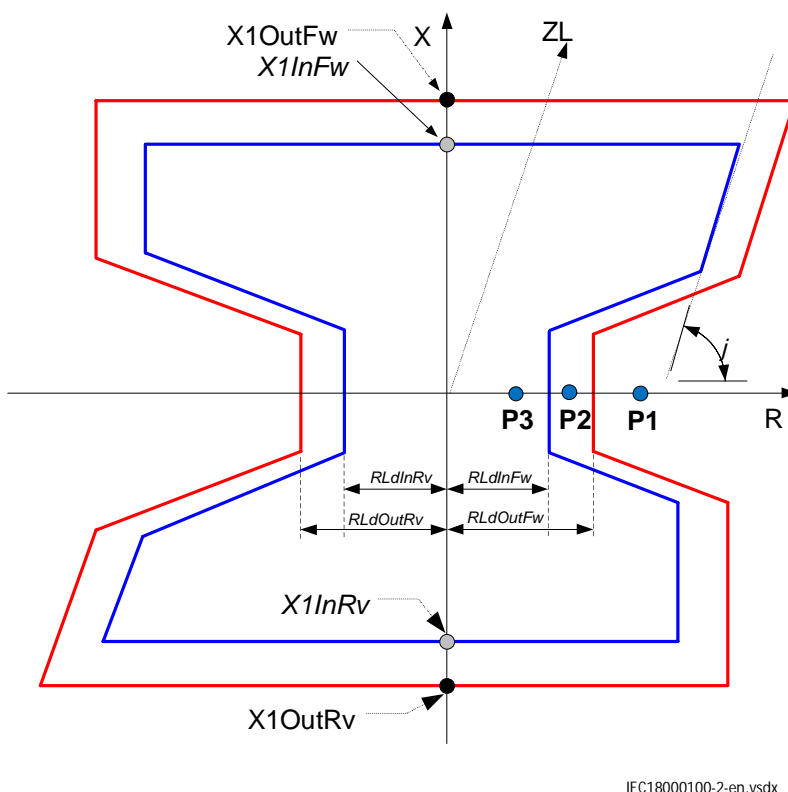 X1OutFw
X
ZL
X1InFw
j
P3
P2
P1
R
RLdInRv
RLdInFw
RLdOutRv
RLdOutFw
X1InRv
X1OutRv
IEC18000100-2-en.vsdx